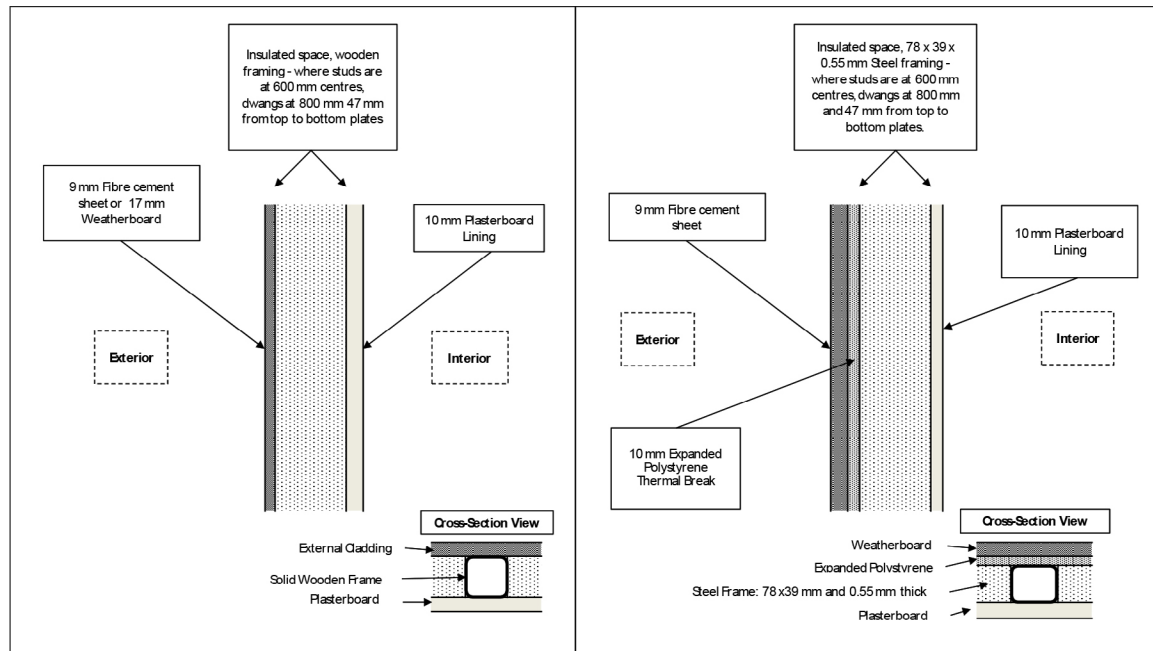 Insulated space, wooden
framing - where studs are
at 600 mm centres,
dwangs at 800 mm 47 mm
from top to bottom plates
9 mm Fibre cement
sheet or 17 mm
Weatherboard
10 mm Plasterboard
Lining
Exterior
Interior
Cross-Section View
External Cladding
Solid Wooden Frame
Plasterboard
Insulated space, 78 x 39 x
0.55 mm Steel framing -
where studs are at 600 mm
centres, dwangs at 800 mm
and 47 mm from top to
bottom plates.
9 mm Fibre cement
sheet
10 mm Plasterboard
Lining
Exterior
Interior
10 mm Expanded
Polystyrene
Thermal Break
Cross-Section View
Weatherboard
Expanded Polystyrene
Steel Frame: 78 x39 mm and 0.55 mm thick
Plasterboard